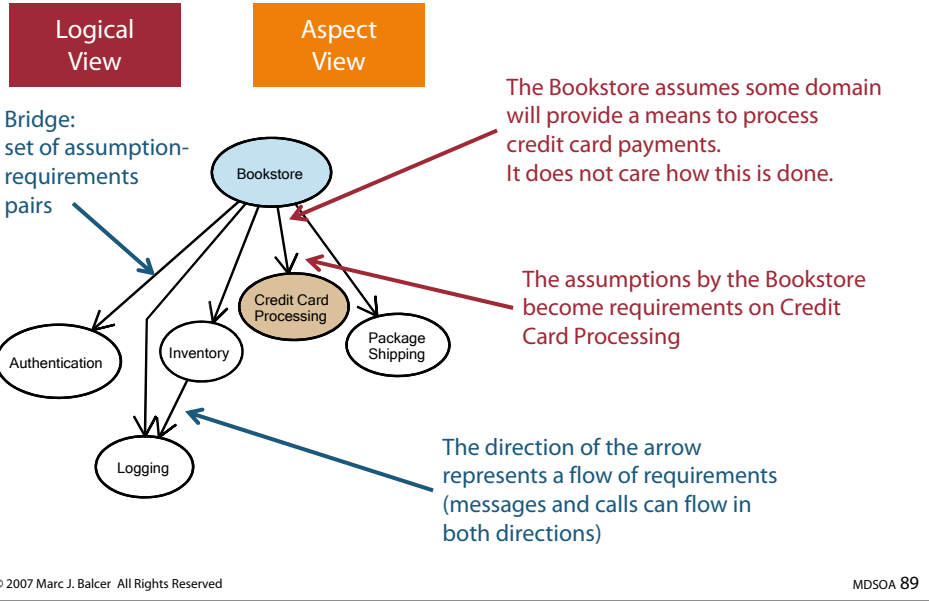 Logical
View
Aspect
View
Bridge:
set of assumption-
requirements
pairs
The Bookstore assumes some domain
will provide a means to process
credit card payments.
It does not care how this is done.
Bookstore
The assumptions by the Bookstore
become requirements on Credit
Card Processing
Credit Card
Processing
Authentication
Inventory
Package
Shipping
Logging
The direction of the arrow
represents a flow of requirements
(messages and calls can flow in
both directions)
© 2007 Marc J. Balcer All Rights Reserved
MDSOA 89